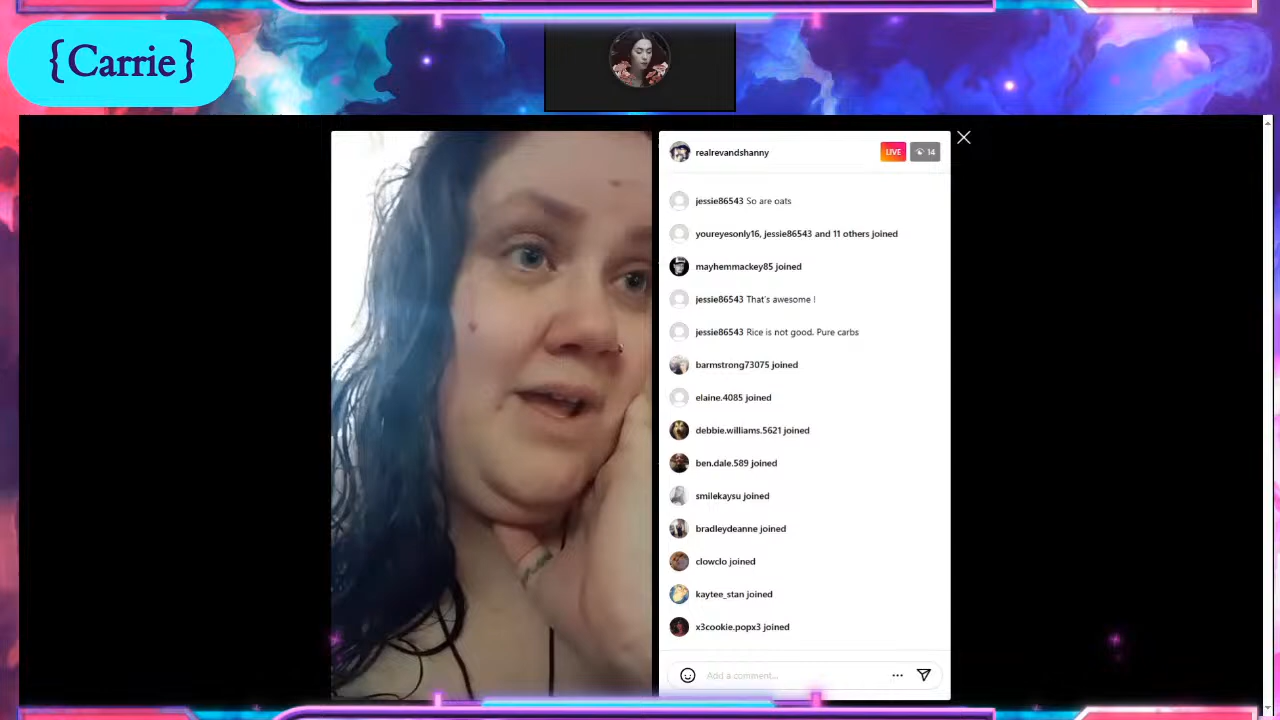 {Carrie}
realrevandshanny
LIVE 14
jessie86543 So are oats
youreyesonly16, jessie86543 and 11 others joined
mayhemmackey85 joined
jessie86543 That's awesome !
jessie86543 Rice is not good. Pure carbs
barmstrong73075 joined
elaine.4085 joined
debbie.williams.5621 joined
ben.dale.589 joined
smilekaysu joined
bradleydeanne joined
clowclo joined
kaytee_stan joined
x3cookie.popx3 joined
Add a comment...